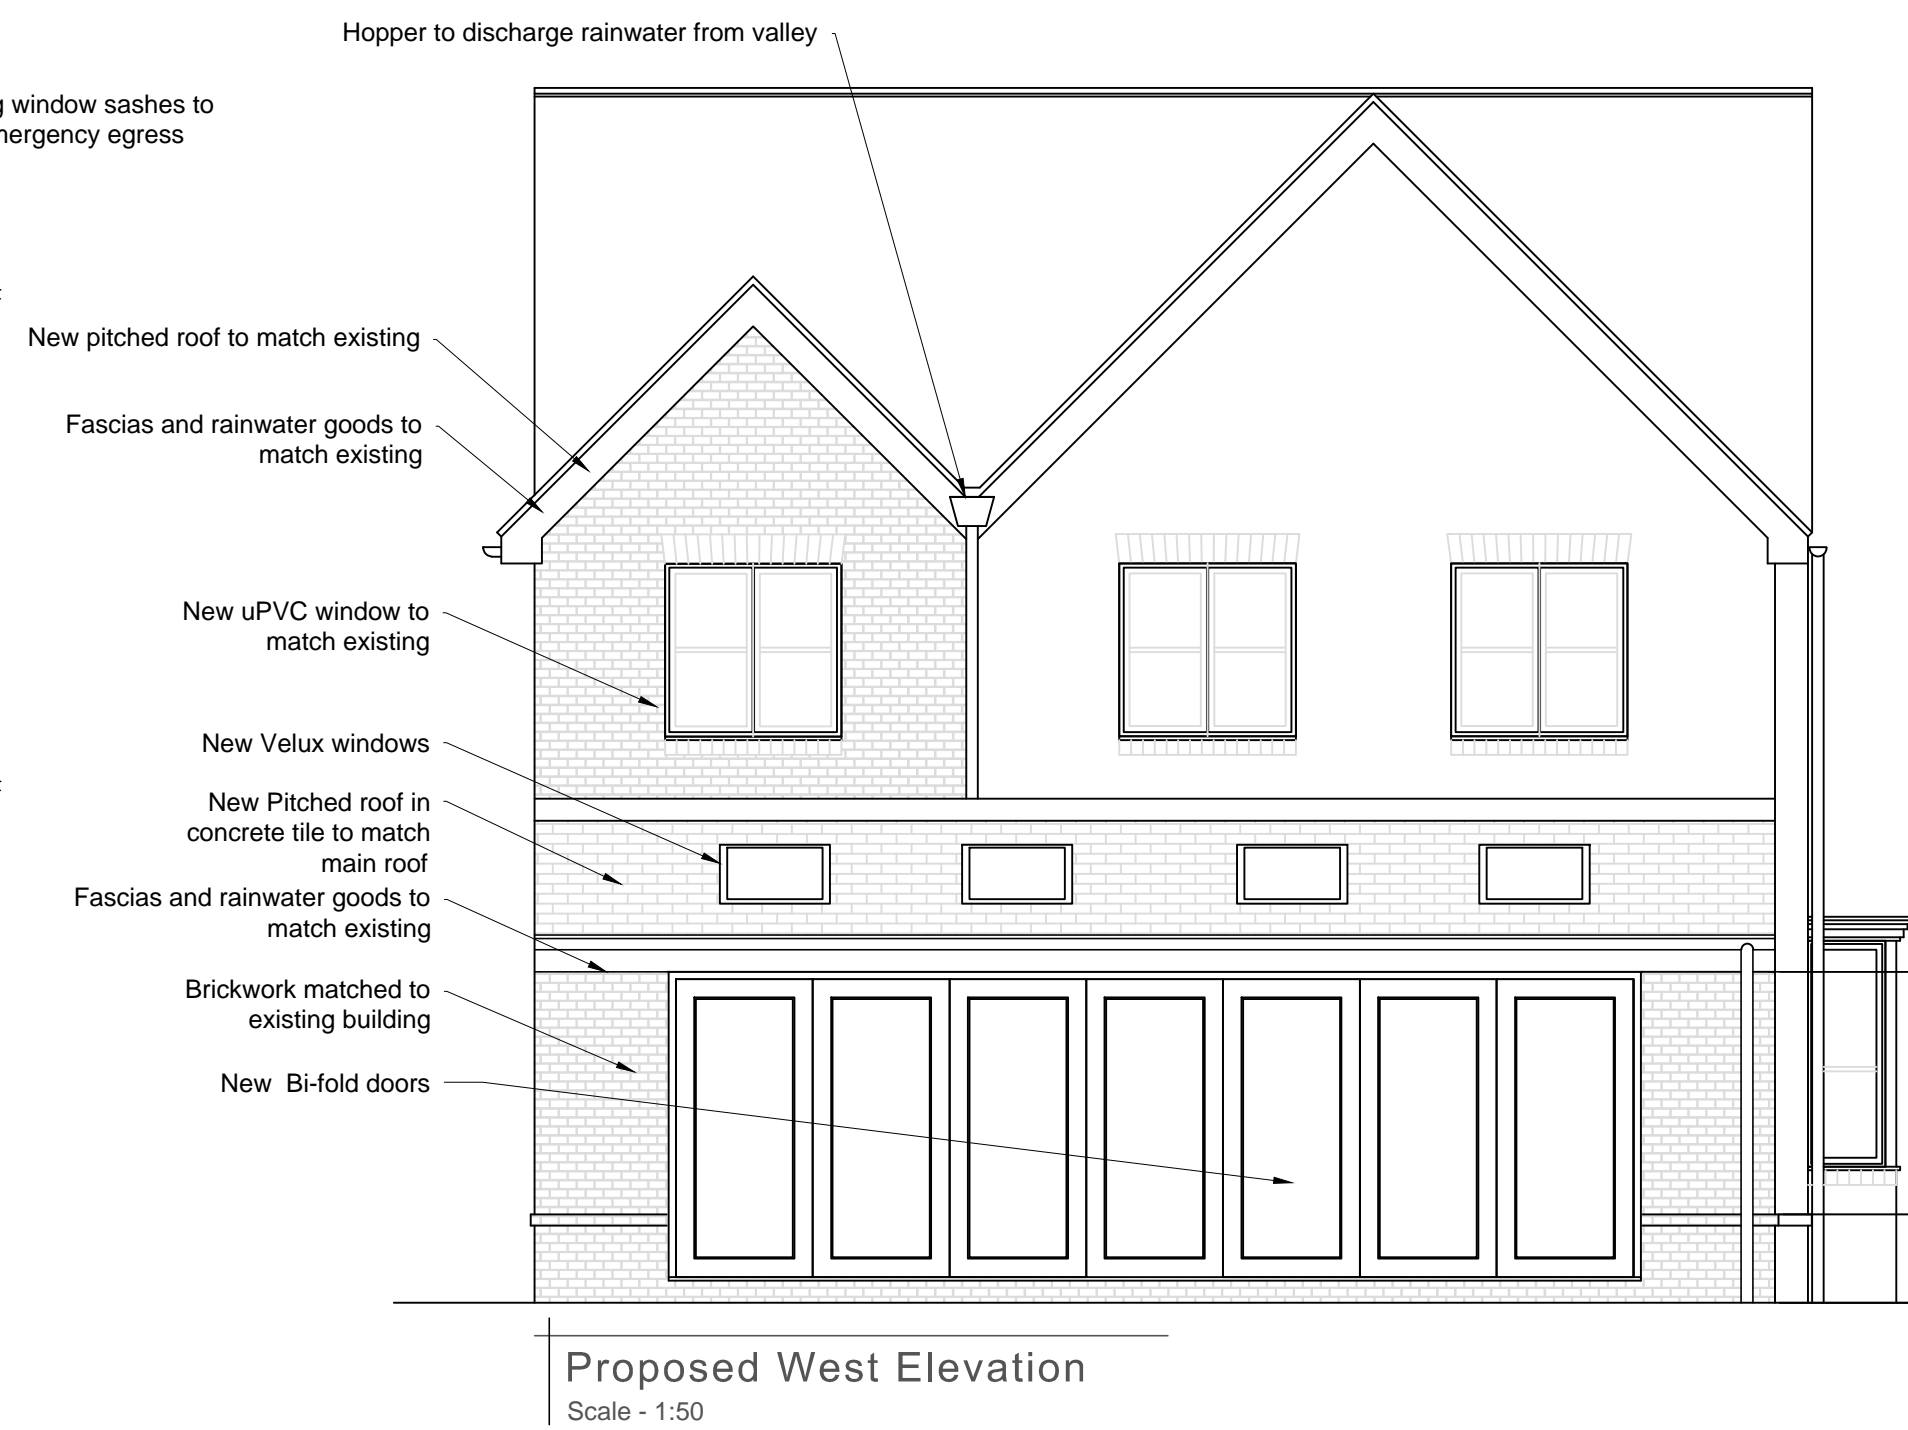 Hopper to discharge rainwater from valley
window sashes to
egress
New pitched roof to match existing
Fascias and rainwater goods to
match existing
New uPVC window to
match existing
New Velux windows
New Pitched roof in
concrete tile to match
main roof
Fascias and rainwater goods to
match existing
Brickwork matched to
existing building
New  Bi-fold doors
Proposed West Elevation
Scale - 1:50